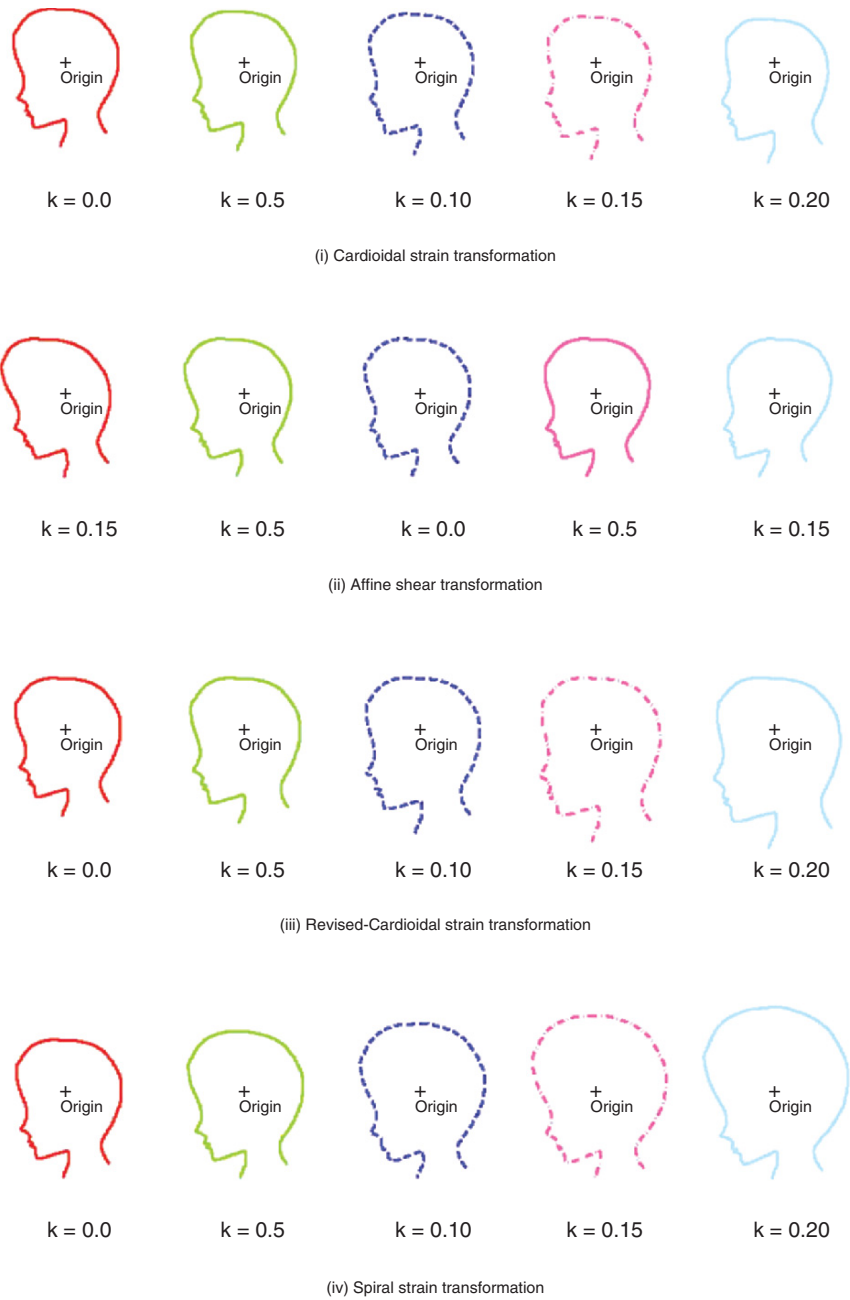 + + + + +
Origin Origin Origin Origin Origin
k = 0.0 k = 0.5 k = 0.10 k = 0.15 k = 0.20
(i) Cardioidal strain transformation
+ + + + +
Origin Origin Origin Origin Origin
k = 0.15 k = 0.5 k = 0.0 k = 0.5 k = 0.15
(ii) Affine shear transformation
+ + + + +
Origin Origin Origin Origin Origin
k = 0.0 k = 0.5 k = 0.10 k = 0.15 k = 0.20
(iii) Revised-Cardioidal strain transformation
+ + + + +
Origin Origin Origin Origin Origin
k = 0.0 k = 0.5 k = 0.10 k = 0.15 k = 0.20
(iv) Spiral strain transformation